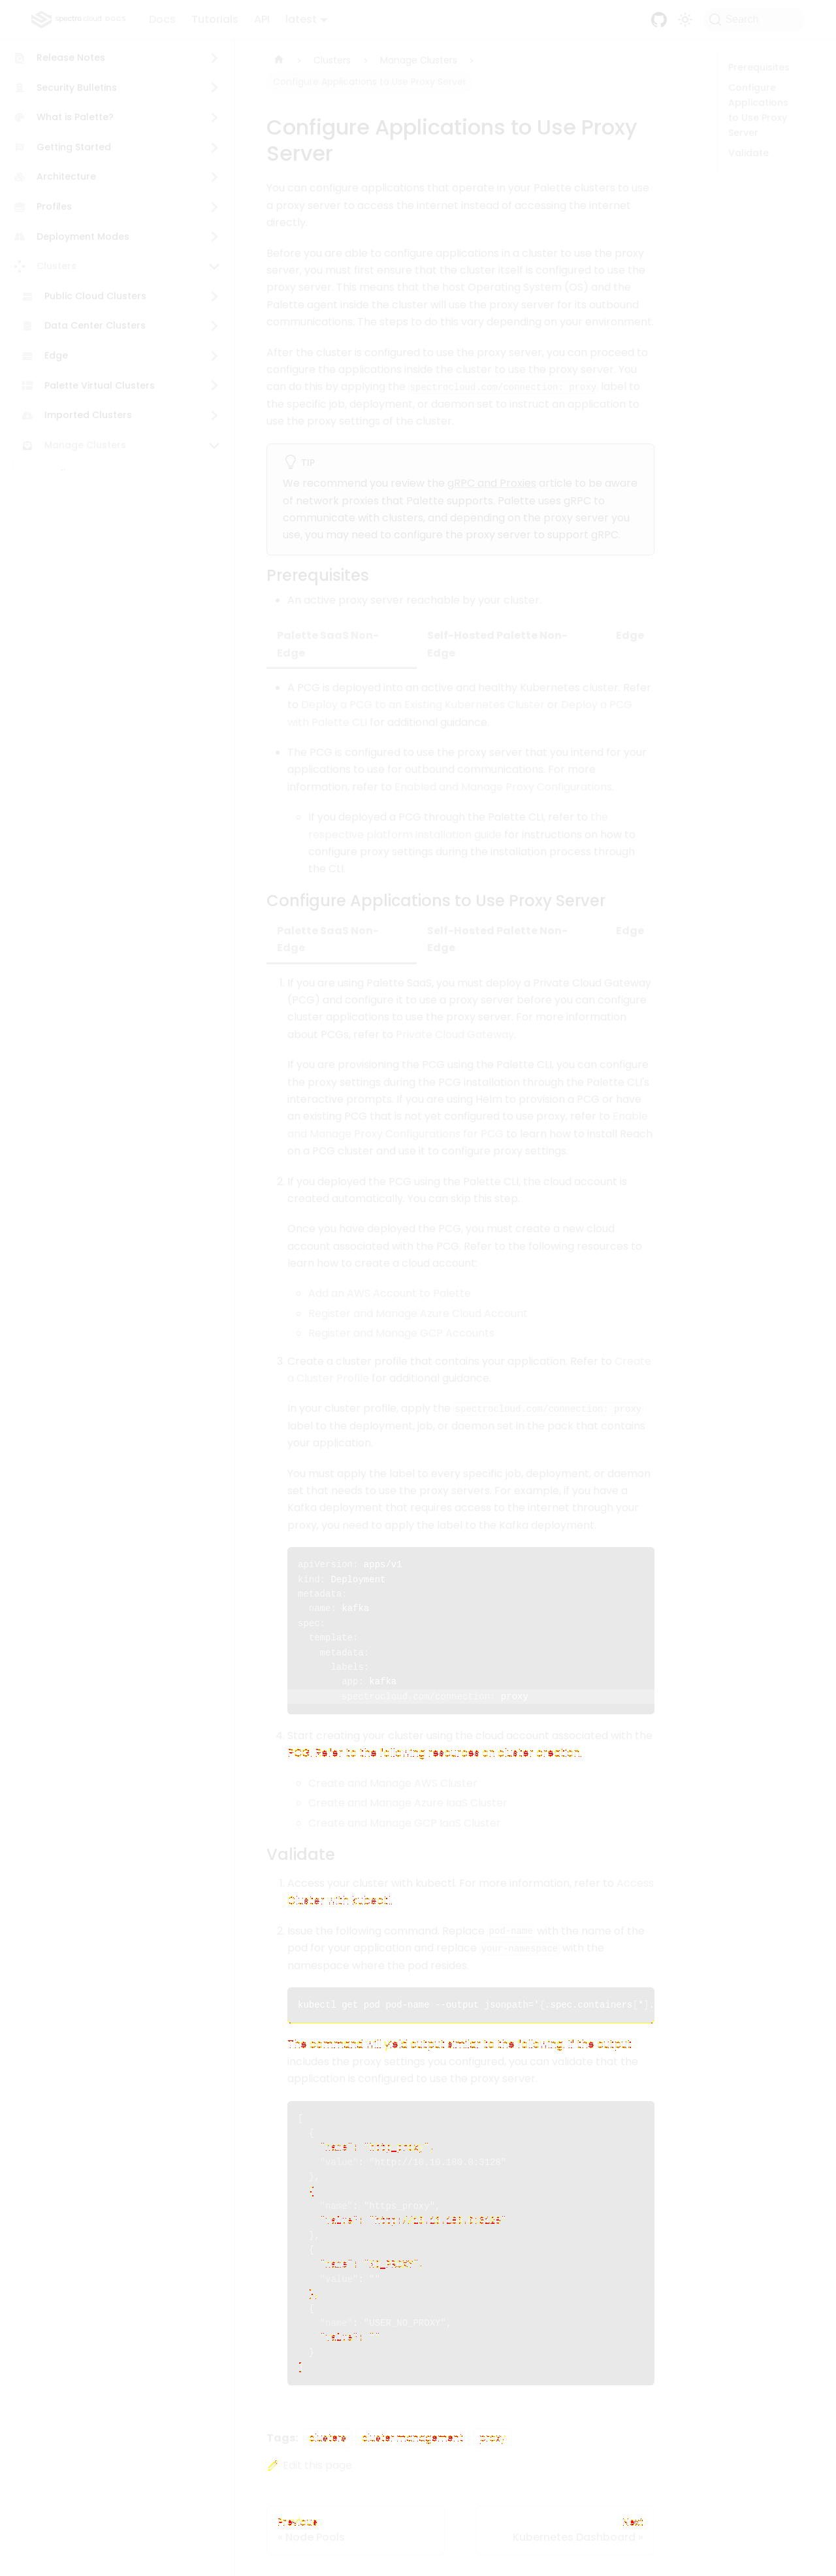 spectrocloud DOCS Docs Tutorials API latest Search
Release Notes
Security Bulletins
What is Palette?
Getting Started
Architecture
Profiles
Deployment Modes
Clusters
Public Cloud Clusters
Data Center Clusters
Edge
Palette Virtual Clusters
Imported Clusters
Manage Clusters
Clusters Manage Clusters
Configure Applications to Use Proxy Server
Configure Applications to Use Proxy
Server
You can configure applications that operate in your Palette clusters to use
a proxy server to access the internet instead of accessing the internet
directly.
Before you are able to configure applications in a cluster to use the proxy
server, you must first ensure that the cluster itself is configured to use the
proxy server. This means that the host Operating System (OS) and the
Palette agent inside the cluster will use the proxy server for its outbound
communications. The steps to do this vary depending on your environment.
After the cluster is configured to use the proxy server, you can proceed to
configure the applications inside the cluster to use the proxy server. You
can do this by applying the spectrocloud.com/connection: proxy label to
the specific job, deployment, or daemon set to instruct an application to
use the proxy settings of the cluster.
TIP
We recommend you review the gRPC and Proxies article to be aware
of network proxies that Palette supports. Palette uses gRPC to
communicate with clusters, and depending on the proxy server you
use, you may need to configure the proxy server to support gRPC.
Prerequisites
An active proxy server reachable by your cluster.
Palette SaaS Non-
Edge
Self-Hosted Palette Non-
Edge
Edge
A PCG is deployed into an active and healthy Kubernetes cluster. Refer
to Deploy a PCG to an Existing Kubernetes Cluster or Deploy a PCG
with Palette CLI for additional guidance.
The PCG is configured to use the proxy server that you intend for your
applications to use for outbound communications. For more
information, refer to Enabled and Manage Proxy Configurations.
If you deployed a PCG through the Palette CLI, refer to the
respective platform installation guide for instructions on how to
configure proxy settings during the installation process through
the CLI.
Configure Applications to Use Proxy Server
Palette SaaS Non-
Edge
Self-Hosted Palette Non-
Edge
Edge
1. If you are using Palette SaaS, you must deploy a Private Cloud Gateway
(PCG) and configure it to use a proxy server before you can configure
cluster applications to use the proxy server. For more information
about PCGs, refer to Private Cloud Gateway.
If you are provisioning the PCG using the Palette CLI, you can configure
the proxy settings during the PCG installation through the Palette CLI's
interactive prompts. If you are using Helm to provision a PCG or have
an existing PCG that is not yet configured to use proxy, refer to Enable
and Manage Proxy Configurations for PCG to learn how to install Reach
on a PCG cluster and use it to configure proxy settings.
2. If you deployed the PCG using the Palette CLI, the cloud account is
created automatically. You can skip this step.
Once you have deployed the PCG, you must create a new cloud
account associated with the PCG. Refer to the following resources to
learn how to create a cloud account:
Add an AWS Account to Palette
Register and Manage Azure Cloud Account
Register and Manage GCP Accounts
3. Create a cluster profile that contains your application. Refer to Create
a Cluster Profile for additional guidance.
In your cluster profile, apply the spectrocloud.com/connection: proxy
label to the deployment, job, or daemon set in the pack that contains
your application.
You must apply the label to every specific job, deployment, or daemon
set that needs to use the proxy servers. For example, if you have a
Kafka deployment that requires access to the internet through your
proxy, you need to apply the label to the Kafka deployment.
apiVersion: apps/v1
kind: Deployment
metadata:
name: kafka
spec:
template:
metadata:
labels:
app: kafka
spectrocloud.com/connection: proxy
4. Start creating your cluster using the cloud account associated with the
PCG. Refer to the following resources on cluster creation.
Create and Manage AWS Cluster
Create and Manage Azure IaaS Cluster
Create and Manage GCP IaaS Cluster
Validate
1. Access your cluster with kubectl. For more information, refer to Access
Cluster with kubectl.
2. Issue the following command. Replace pod-name with the name of the
pod for your application and replace your-namespace with the
namespace where the pod resides.
kubectl get pod pod-name --output jsonpath='{.spec.containers[*].
The command will yield output similar to the following. If the output
includes the proxy settings you configured, you can validate that the
application is configured to use the proxy server.
[
{
"name": "http_proxy",
"value": "http://10.10.180.0:3128"
},
{
"name": "https_proxy",
"value": "http://10.10.180.0:3128"
},
{
"name": "NO_PROXY",
"value": ""
},
{
"name": "USER_NO_PROXY",
"value": ""
}
]
Tags: clusters cluster management proxy
Edit this page
Previous
« Node Pools
Next
Kubernetes Dashboard »
Prerequisites
Configure
Applications
to Use Proxy
Server
Validate